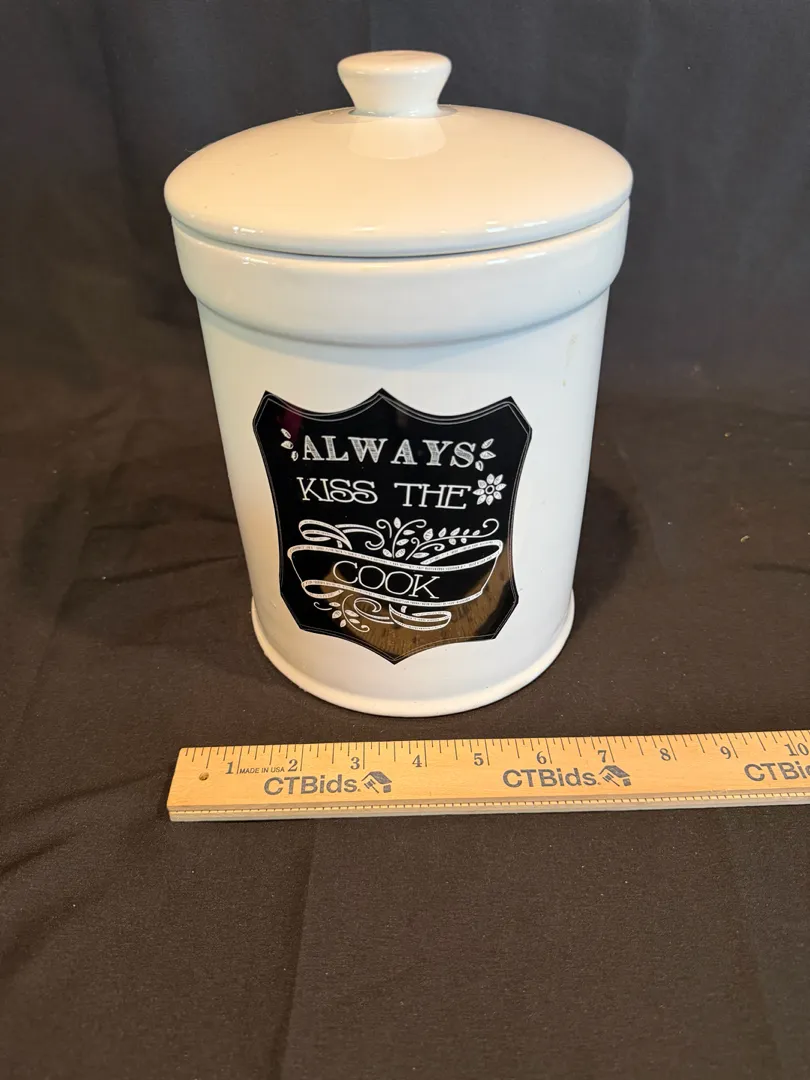 ALWAYS
KISS THE
COOK
1 MADE IN USA 2 3 4 5 6 7 8 9 10
CTBids. CTBids. CTBi